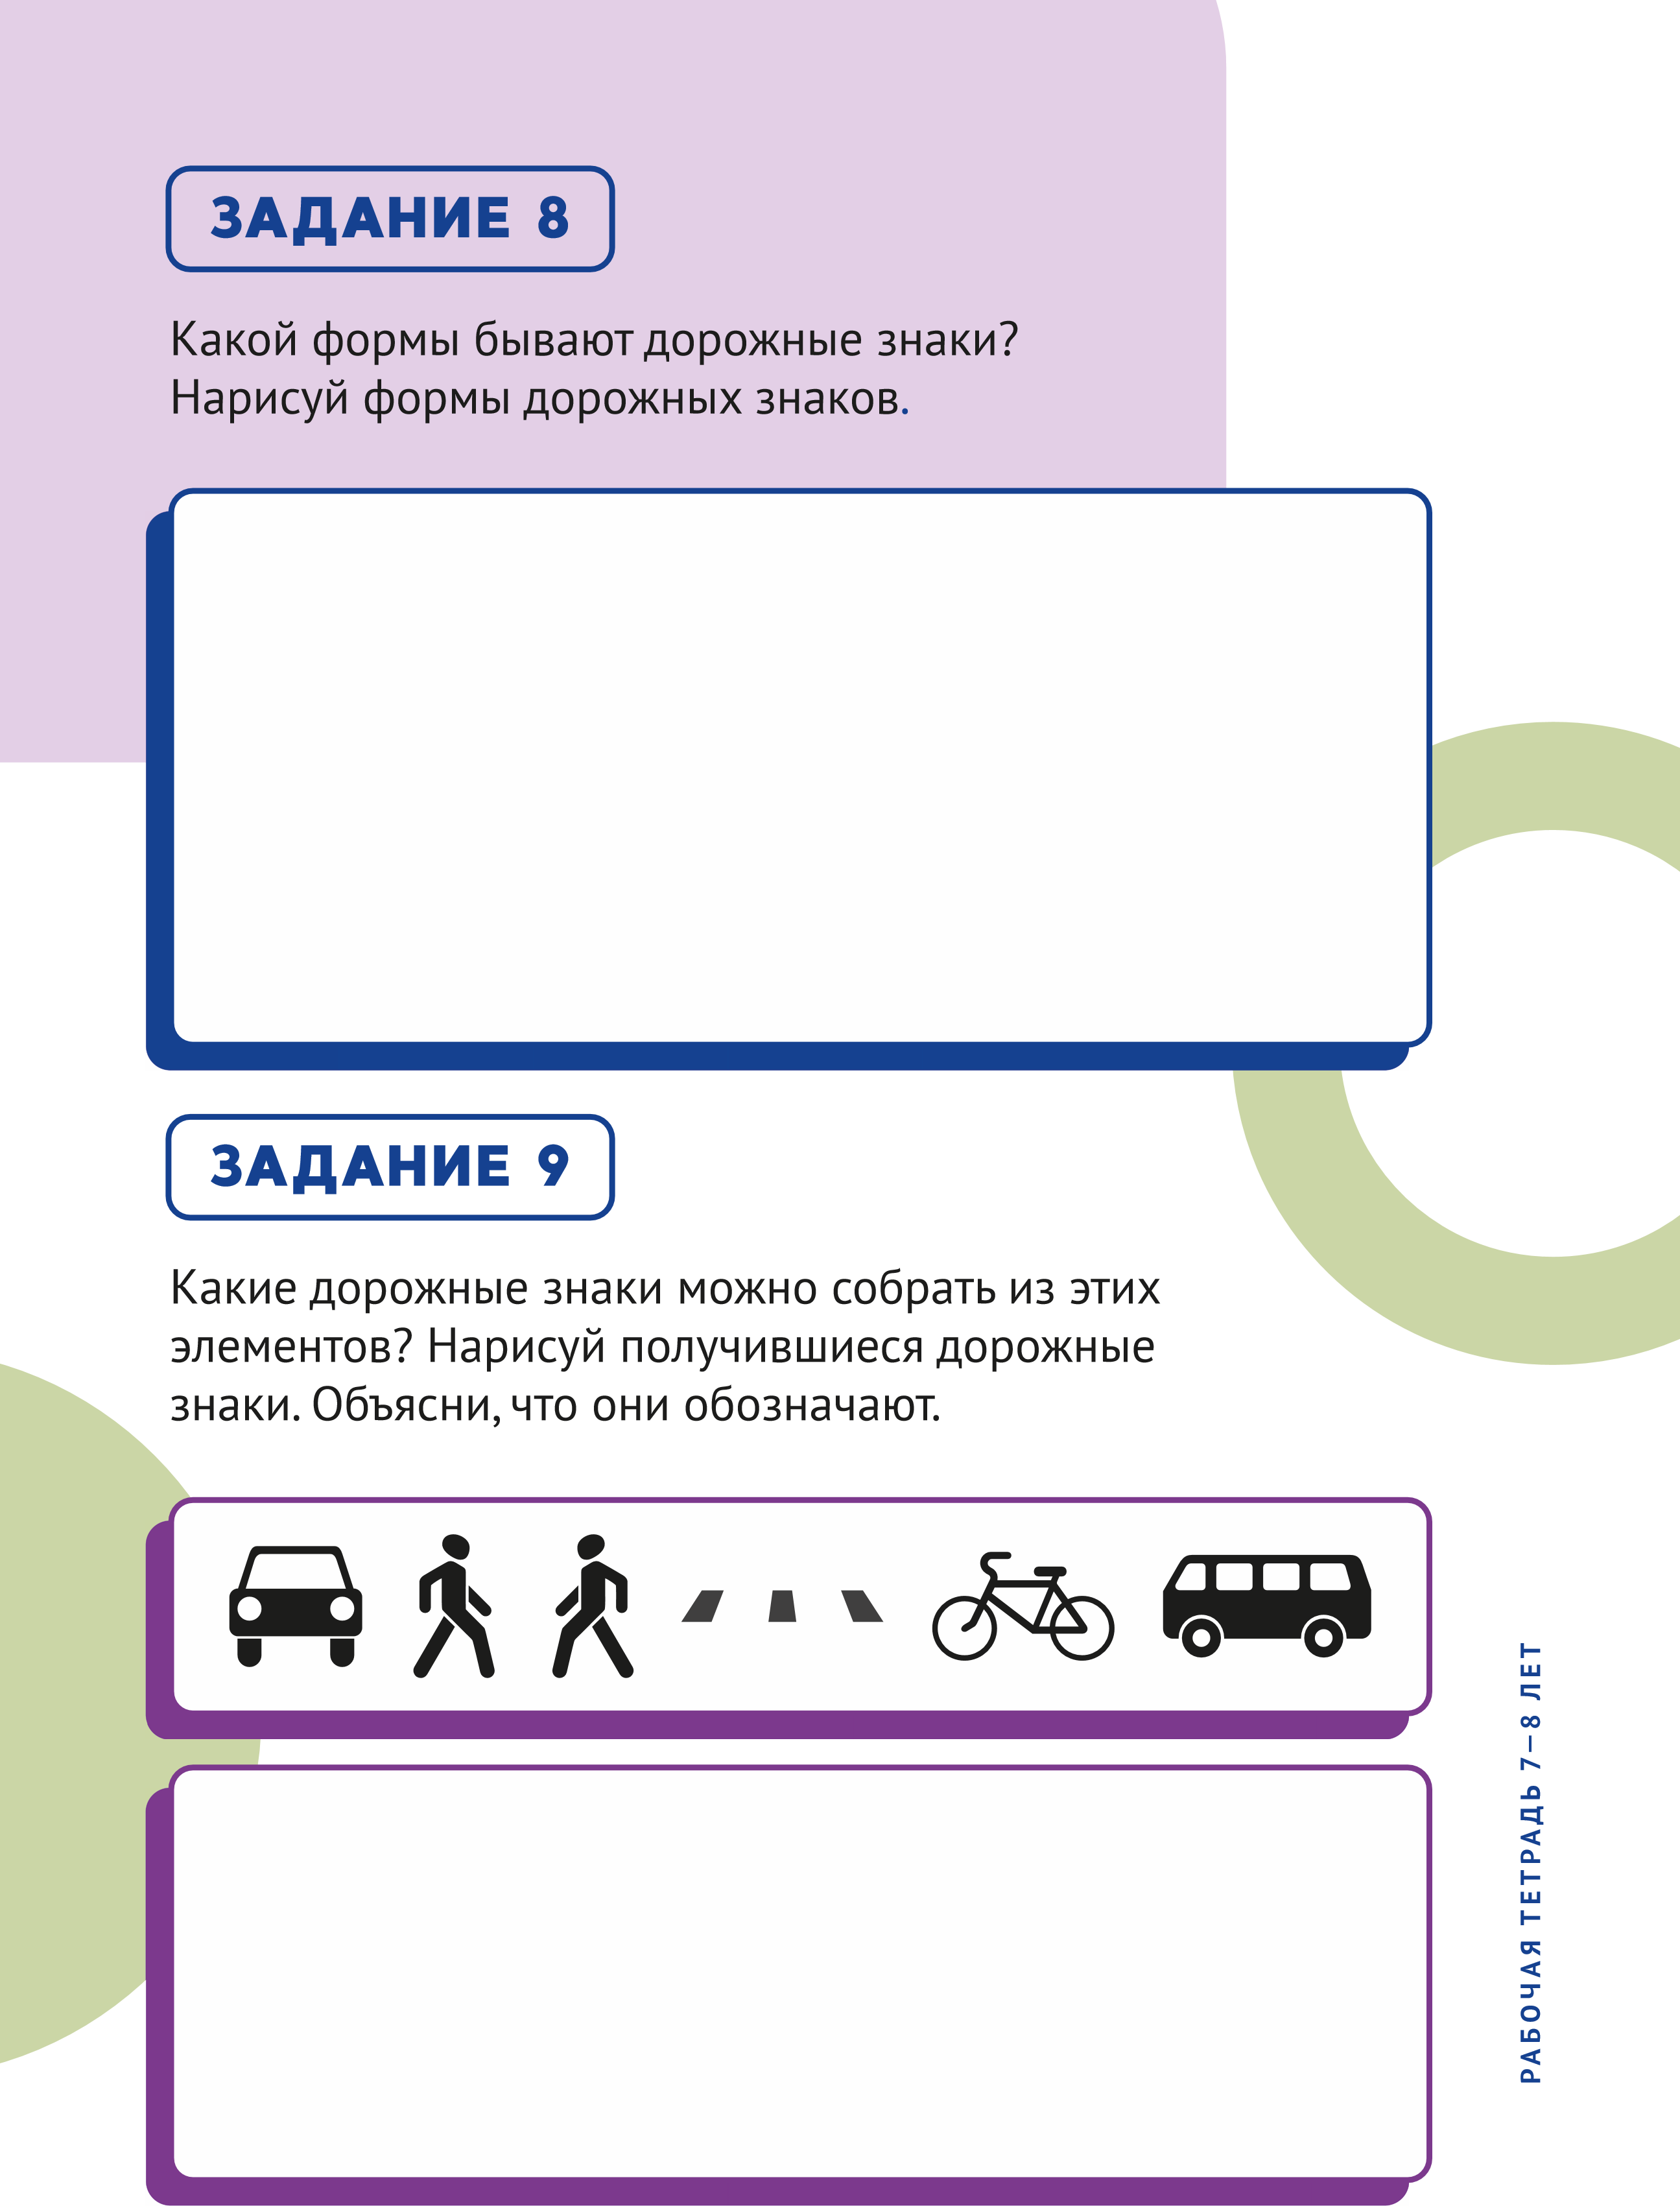 ЗАДАНИЕ 8
Какой формы бывают дорожные знаки?
Нарисуй формы дорожных знаков.
ЗАДАНИЕ 9
Какие дорожные знаки можно собрать из этих
элементов? Нарисуй получившиеся дорожные
знаки. Объясни, что они обозначают.
РАБОЧАЯ ТЕТРАДЬ 7–8 ЛЕТ